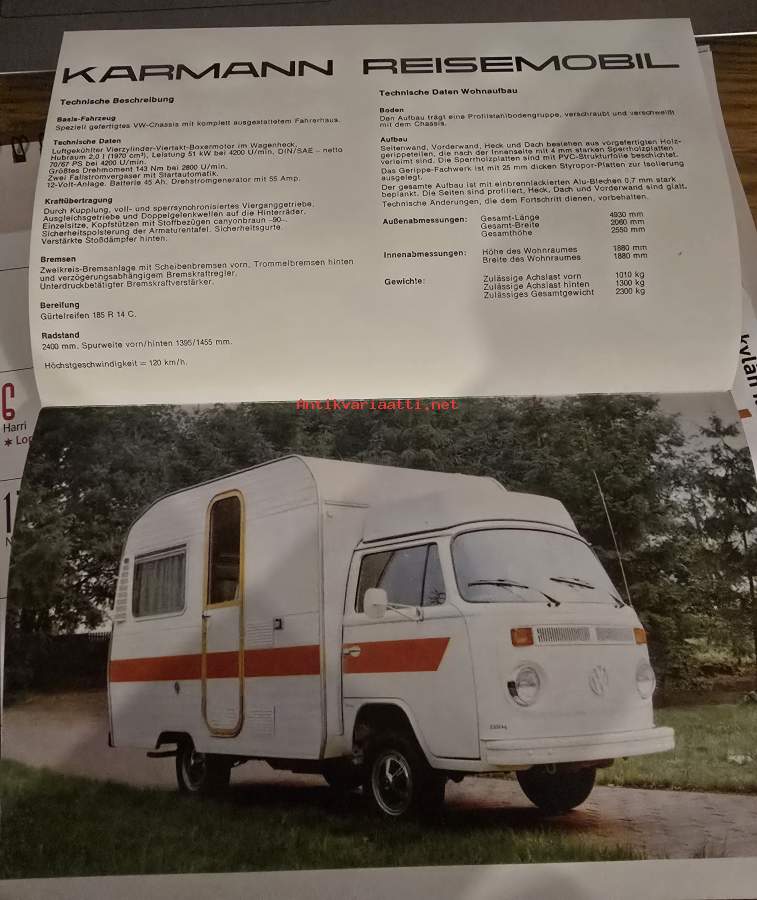 KARMANN REISEMOBIL
Technische Beschreibung
Basis-Fahrzeug
Speziell gefertigtes VW-Chassis mit komplett ausgestattetem Fahrerhaus.
Technische Daten
Luftgekühlter Vierzylinder-Viertakt-Boxermotor im Wagenheck.
Hubraum 2,0 l (1970 cm³), Leistung 51 kW bei 4200 U/min, DIN/SAE – netto
70/67 PS bei 4200 U/min.
Größtes Drehmoment 143 Nm bei 2800 U/min.
Zwei Fallstromvergaser mit Startautomatik.
12-Volt-Anlage. Batterie 45 Ah. Drehstromgenerator mit 55 Amp.
Kraftübertragung
Durch Kupplung, voll- und sperrsynchronisiertes Vierganggetriebe.
Ausgleichsgetriebe und Doppelgelenkwellen auf die Hinterräder.
Einzelsitze, Kopfstützen mit Stoffbezügen canyonbraun -90-.
Sicherheitspolsterung der Armaturentafel. Sicherheitsgurte.
Verstärkte Stoßdämpfer hinten.
Bremsen
Zweikreis-Bremsanlage mit Scheibenbremsen vorn, Trommelbremsen hinten
und verzögerungsabhängigem Bremskraftregler.
Unterdruckbetätigter Bremskraftverstärker.
Bereifung
Gürtelreifen 185 R 14 C.
Radstand
2400 mm, Spurweite vorn/hinten 1395/1455 mm.
Höchstgeschwindigkeit = 120 km/h.
Technische Daten Wohnaufbau
Boden
Den Aufbau trägt eine Profilstahlbodengruppe, verschraubt und verschweißt
mit dem Chassis.
Aufbau
Seitenwand, Vorderwand, Heck und Dach bestehen aus vorgefertigten Holz-
gerippeteilen, die nach der Innenseite mit 4 mm starken Sperrholzplatten
verleimt sind. Die Sperrholzplatten sind mit PVC-Strukturfolie beschichtet.
Das Gerippe-Fachwerk ist mit 25 mm dicken Styropor-Platten zur Isolierung
ausgelegt.
Der gesamte Aufbau ist mit einbrennlackierten Alu-Blechen 0,7 mm stark
beplankt. Die Seiten sind profiliert, Heck, Dach und Vorderwand sind glatt.
Technische Änderungen, die dem Fortschritt dienen, vorbehalten.
Außenabmessungen: Gesamt-Länge 4930 mm
Gesamt-Breite 2060 mm
Gesamthöhe 2550 mm
Innenabmessungen: Höhe des Wohnraumes 1880 mm
Breite des Wohnraumes 1880 mm
Gewichte: Zulässige Achslast vorn 1010 kg
Zulässige Achslast hinten 1300 kg
Zulässiges Gesamtgewicht 2300 kg
Antikvariaatti.net
Harri